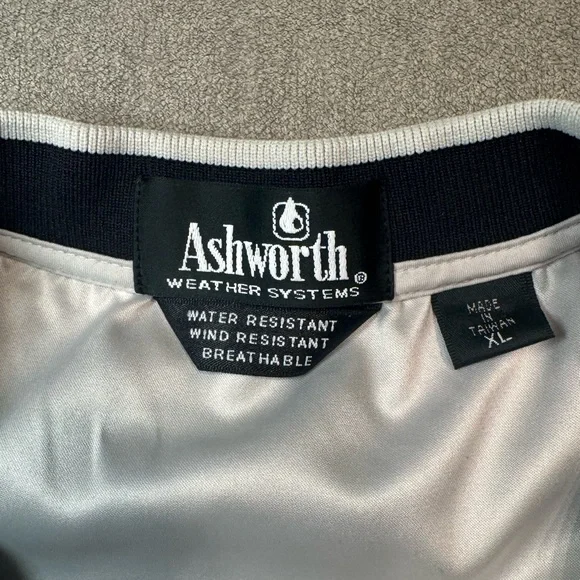 Ashworth®
WEATHER SYSTEMS
WATER RESISTANT
WIND RESISTANT
BREATHABLE
MADE
IN
TAIWAN
XL